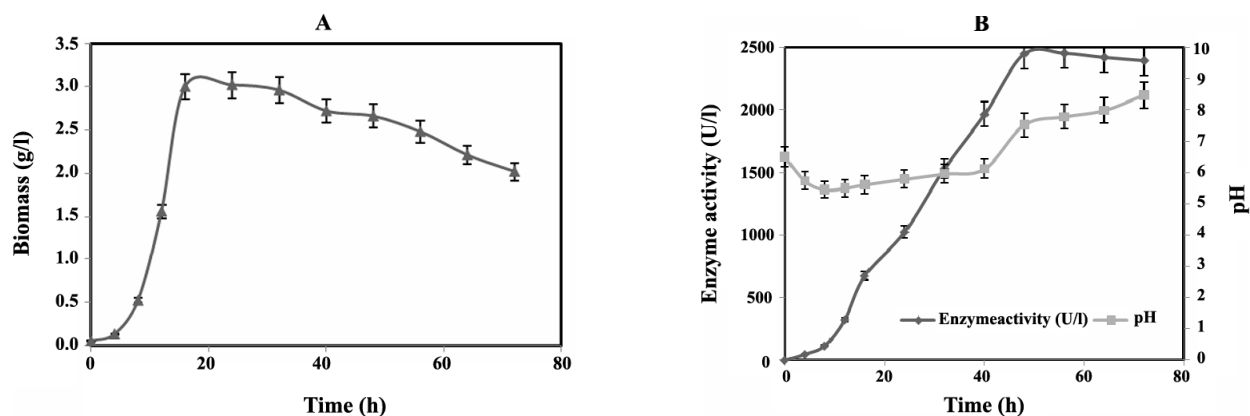 A
3.5
3.0
2.5
2.0
1.5
1.0
0.5
0.0
0 20 40 60 80
Biomass (g/l)
Time (h)
B
2500
2000
1500
1000
500
0
10
9
8
7
6
5
4
3
2
1
0
0 20 40 60 80
Enzyme activity (U/l)
pH
Enzymeactivity (U/l) pH
Time (h)